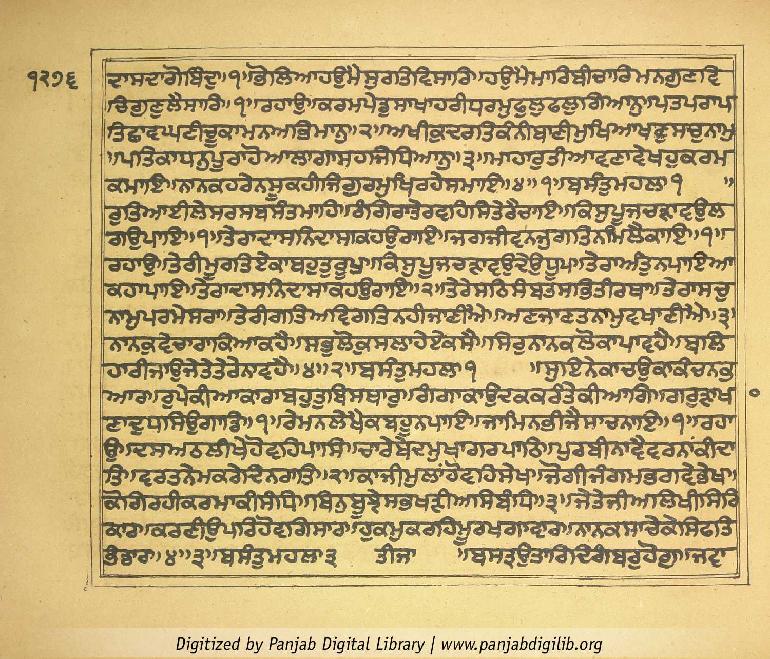 ੧੨੭੬
ਦਾਸਦਾਗੋਬਿੰਦੁ॥੧॥ਭੋਲਿਆਹਉਮੈਸੁਰਤਿਵਿਸਾਰਿ॥ਹਉਮੈਮਾਰਿਬੀਚਾਰਿਮਨਗੁਣਵਿ
ਚਿਗੁਣੁਲੈਸਾਰਿ॥੧॥ਰਹਾਉ॥ਕਰਮਪੇਡੁਸਾਖਾਹਰੀਧਰਮੁਫੁਲੁਫਲੁਗਿਆਨੁ॥ਪਤਪਰਾਪ
ਤਿਛਾਵਘਣੀਚੂਕਾਮਨਅਭਿਮਾਨੁ॥੨॥ਅਖੀਕੁਦਰਤਿਕੰਨੀਬਾਣੀਮੁਖਿਆਖਣੁਸਚੁਨਾਮੁ
॥ਪਤਿਕਾਧਨੁਪੂਰਾਹੋਆਲਾਗਾਸਹਜਿਧਿਆਨੁ॥੩॥ਮਾਹਾਰੁਤੀਆਵਣਾਵੇਖਹੁਕਰਮ
ਕਮਾਇ॥ਨਾਨਕਹਰੇਨਸੂਕਹੀਜਿਗੁਰਮੁਖਿਰਹੇਸਮਾਇ॥੪॥੧॥ਬਸੰਤੁਮਹਲਾ੧॥
ਰੁਤਿਆਈਲੇਸਰਸਬਸੰਤਮਾਹਿ॥ਰੰਗਿਰਾਤੇਰਵਹਿਸਿਤੇਰੈਚਾਇ॥ਕਿਸੁਪੂਜਚੜਾਵਉਲ
ਗਉਪਾਇ॥੧॥ਤੇਰਾਦਾਸਨਿਦਾਸਾਕਹਉਰਾਇ॥ਜਗਜੀਵਨਜੁਗਤਿਨਮਿਲੈਕਾਇ॥੧॥
ਰਹਾਉ॥ਤੇਰੀਮੂਰਤਿਏਕਾਬਹੁਤੁਰੂਪ॥ਕਿਸੁਪੂਜਚੜਾਵਉਦੇਉਧੂਪ॥ਤੇਰਾਅੰਤੁਨਪਾਇਆ
ਕਹਾਪਾਇ॥ਤੇਰਾਦਾਸਨਿਦਾਸਾਕਹਉਰਾਇ॥੨॥ਤੇਰੇਸਠਿਸੰਬਤਸਭਿਤੀਰਥਾ॥ਤੇਰਾਸਚੁ
ਨਾਮੁਪਰਮੇਸਰਾ॥ਤੇਰੀਗਤਿਅਵਿਗਤਿਨਹੀਜਾਣੀਐ॥ਅਣਜਾਣਤਨਾਮੁਵਖਾਣੀਐ॥੩॥
ਨਾਨਕੁਵੇਚਾਰਾਕਿਆਕਹੈ॥ਸਭੁਲੋਕੁਸਲਾਹੇਏਕਸੈ॥ਸਿਰੁਨਾਨਕਲੋਕਾਪਾਵਹੈ॥ਬਲਿ
ਹਾਰੀਜਾਉਜੇਤੇਤੇਰੇਨਾਵਹੈ॥੪॥੨॥ਬਸੰਤੁਮਹਲਾ੧॥ਸੁਇਨੇਕਾਚਉਕਾਕੰਚਨਕੁ
ਆਰ॥ਰੁਪੇਕੀਆਕਾਰਾਬਹੁਤੁਬਿਸਥਾਰੁ॥ਗੰਗਾਕਾਉਦਕਕਰੰਤੇਕੀਆਗਿ॥ਗਰੁੜਾਖਾ
ਣਾਦੁਧਸਿਉਗਾਡਿ॥੧॥ਰੇਮਨਲੇਖੈਕਬਹੂਨਪਾਇ॥ਜਾਮਿਨਭੀਜੈਸਾਚਨਾਇ॥੧॥ਰਹਾ
ਉ॥ਦਸਅਠਲੀਖੇਹੋਵਹਿਪਾਸਿ॥ਚਾਰੇਬੇਦਮੁਖਾਗਰਪਾਠਿ॥ਪੁਰਬੀਨਾਵੈਵਰਨਾਂਕੀਦਾ
ਤਿ॥ਵਰਤਨੇਮਕਰੇਦਿਨਰਾਤਿ॥੨॥ਕਾਜੀਮੁਲਾਂਹੋਵਹਿਸੇਖ॥ਜੋਗੀਜੰਗਮਭਗਵੇਭੇਖ॥
ਕੋਗਿਰਹੀਕਰਮਾਕੀਸੰਧਿ॥ਬਿਨੁਬੂਝੇਸਭਖੜੀਅਸਿਬੰਧਿ॥੩॥ਜੇਤੇਜੀਅਲਿਖੀਸਿਰਿ
ਕਾਰ॥ਕਰਣੀਉਪਰਿਹੋਵਗਿਸਾਰ॥ਹੁਕਮੁਕਰਹਿਮੂਰਖਗਾਵਾਰ॥ਨਾਨਕਸਾਚੇਕੇਸਿਫਤਿ
ਭੰਡਾਰ॥੪॥੩॥ਬਸੰਤੁਮਹਲਾ੩ ਤੀਜਾ ॥ਬਸਤ੍ਰਉਤਾਰਿਦਿਗੰਬਰੁਹੋਗੁ॥ਜਟਾ
Digitized by Panjab Digital Library | www.panjabdigilib.org